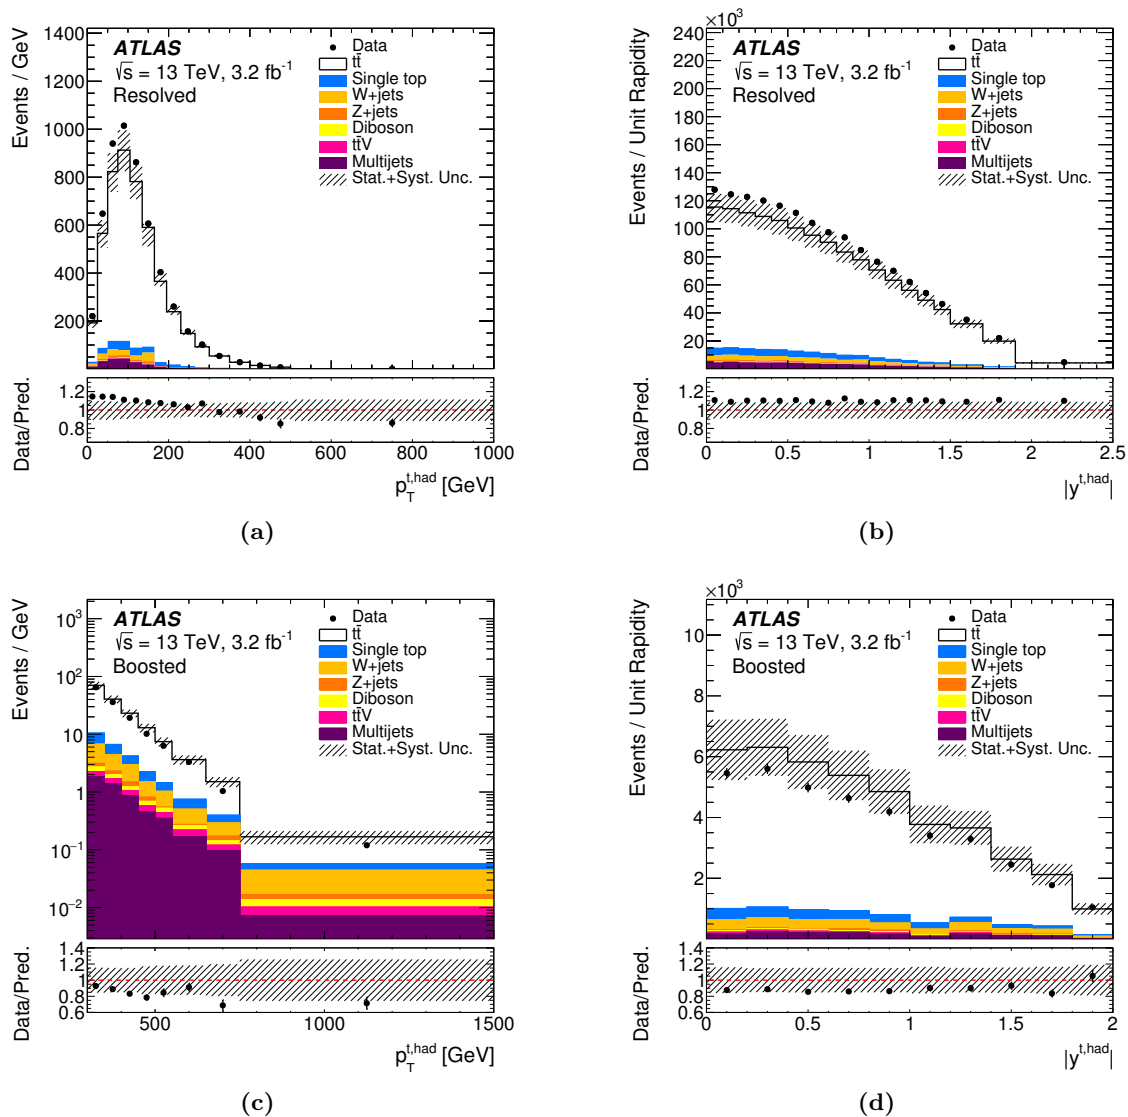 Events / GeV
1400
1200
1000
800
600
400
200
ATLAS
√s = 13 TeV, 3.2 fb⁻¹
Resolved
Data
tt̄
Single top
W+jets
Z+jets
Diboson
tt̄V
Multijets
Stat.+Syst. Unc.
Data/Pred.
1.2
1
0.8
0 200 400 600 800 1000
p_T^{t,had} [GeV]
(a)
×10³
Events / Unit Rapidity
240
220
200
180
160
140
120
100
80
60
40
20
ATLAS
√s = 13 TeV, 3.2 fb⁻¹
Resolved
Data
tt̄
Single top
W+jets
Z+jets
Diboson
tt̄V
Multijets
Stat.+Syst. Unc.
Data/Pred.
1.2
1
0.8
0 0.5 1 1.5 2 2.5
|y^{t,had}|
(b)
Events / GeV
10³
10²
10
1
10⁻¹
10⁻²
ATLAS
√s = 13 TeV, 3.2 fb⁻¹
Boosted
Data
tt̄
Single top
W+jets
Z+jets
Diboson
tt̄V
Multijets
Stat.+Syst. Unc.
Data/Pred.
1.4
1.2
1
0.8
0.6
500 1000 1500
p_T^{t,had} [GeV]
(c)
×10³
Events / Unit Rapidity
10
8
6
4
2
ATLAS
√s = 13 TeV, 3.2 fb⁻¹
Boosted
Data
tt̄
Single top
W+jets
Z+jets
Diboson
tt̄V
Multijets
Stat.+Syst. Unc.
Data/Pred.
1.4
1.2
1
0.8
0.6
0 0.5 1 1.5 2
|y^{t,had}|
(d)